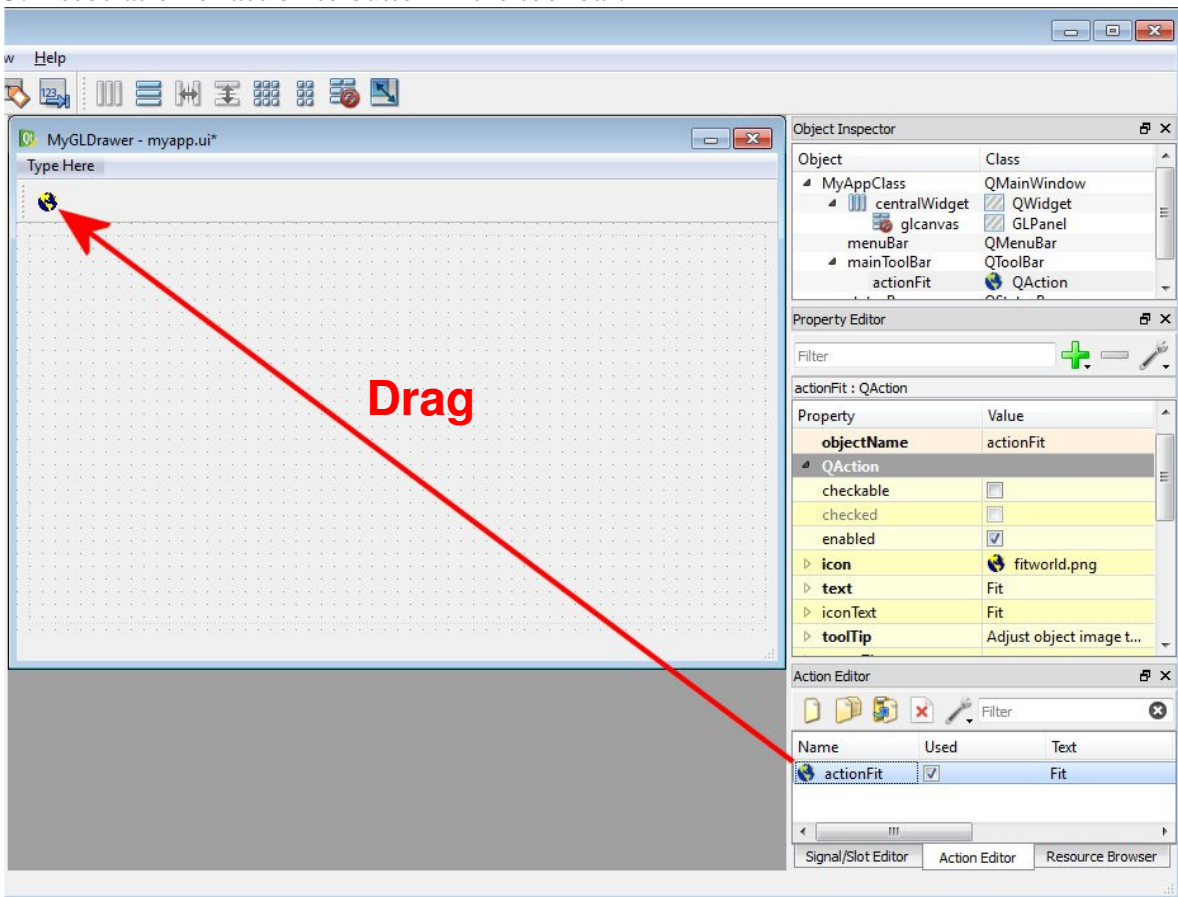 w Help
123
MyGLDrawer - myapp.ui*
Type Here
Drag
Object Inspector
Object Class
MyAppClass QMainWindow
centralWidget QWidget
glcanvas GLPanel
menuBar QMenuBar
mainToolBar QToolBar
actionFit QAction
Property Editor
Filter
actionFit : QAction
Property Value
objectName actionFit
QAction
checkable
checked
enabled
icon fitworld.png
text Fit
iconText Fit
toolTip Adjust object image t...
Action Editor
Filter
Name Used Text
actionFit Fit
Signal/Slot Editor Action Editor Resource Browser